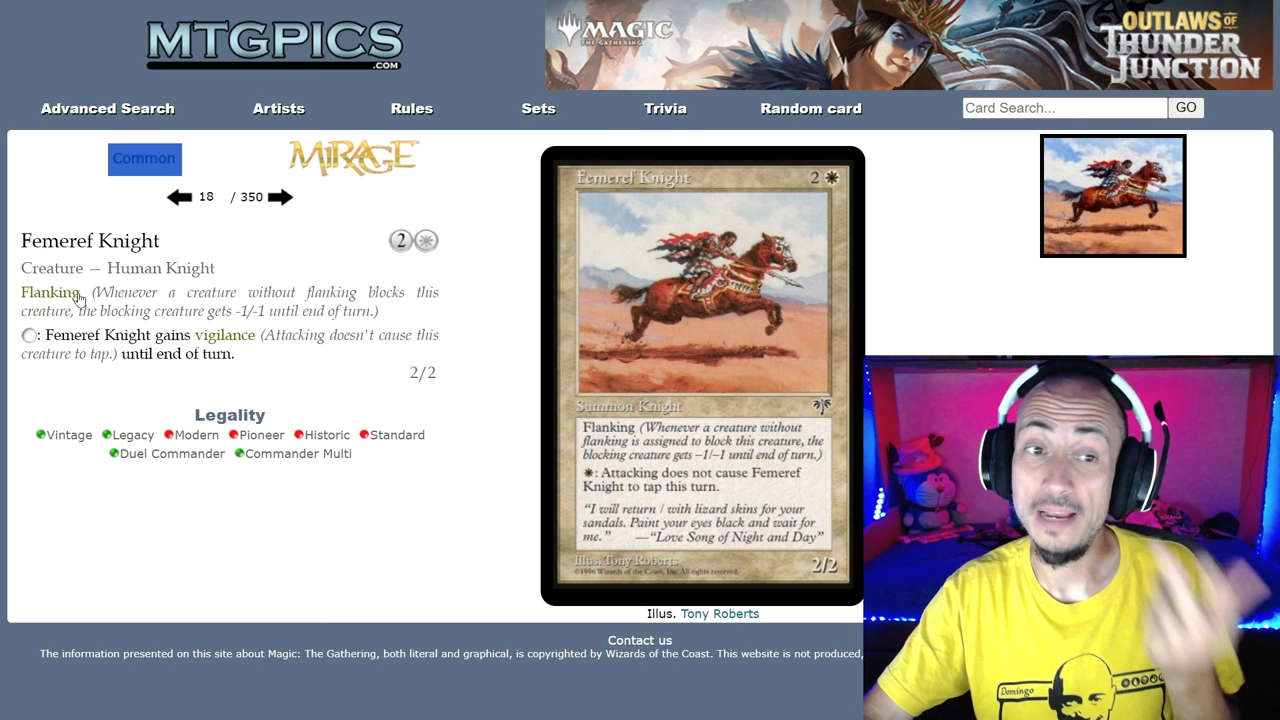 MTGPICS
.COM
MAGIC
THE GATHERING
OUTLAWS OF
THUNDER
JUNCTION
Advanced Search
Artists
Rules
Sets
Trivia
Random card
Card Search...
GO
Common
MIRAGE
18 / 350
Femeref Knight
2
Creature — Human Knight
Flanking (Whenever a creature without flanking blocks this
creature, the blocking creature gets -1/-1 until end of turn.)
: Femeref Knight gains vigilance (Attacking doesn't cause this
creature to tap.) until end of turn.
2/2
Legality
Vintage Legacy Modern Pioneer Historic Standard
Duel Commander Commander Multi
Femeref Knight 2
Summon Knight
Flanking (Whenever a creature without
flanking is assigned to block this creature, the
blocking creature gets -1/-1 until end of turn.)
: Attacking does not cause Femeref
Knight to tap this turn.
"I will return / with lizard skins for your
sandals. Paint your eyes black and wait for
me." —"Love Song of Night and Day"
Illus. Tony Roberts
©1996 Wizards of the Coast, Inc. All rights reserved.
2/2
Illus. Tony Roberts
Contact us
The information presented on this site about Magic: The Gathering, both literal and graphical, is copyrighted by Wizards of the Coast. This website is not produced,
Domingo